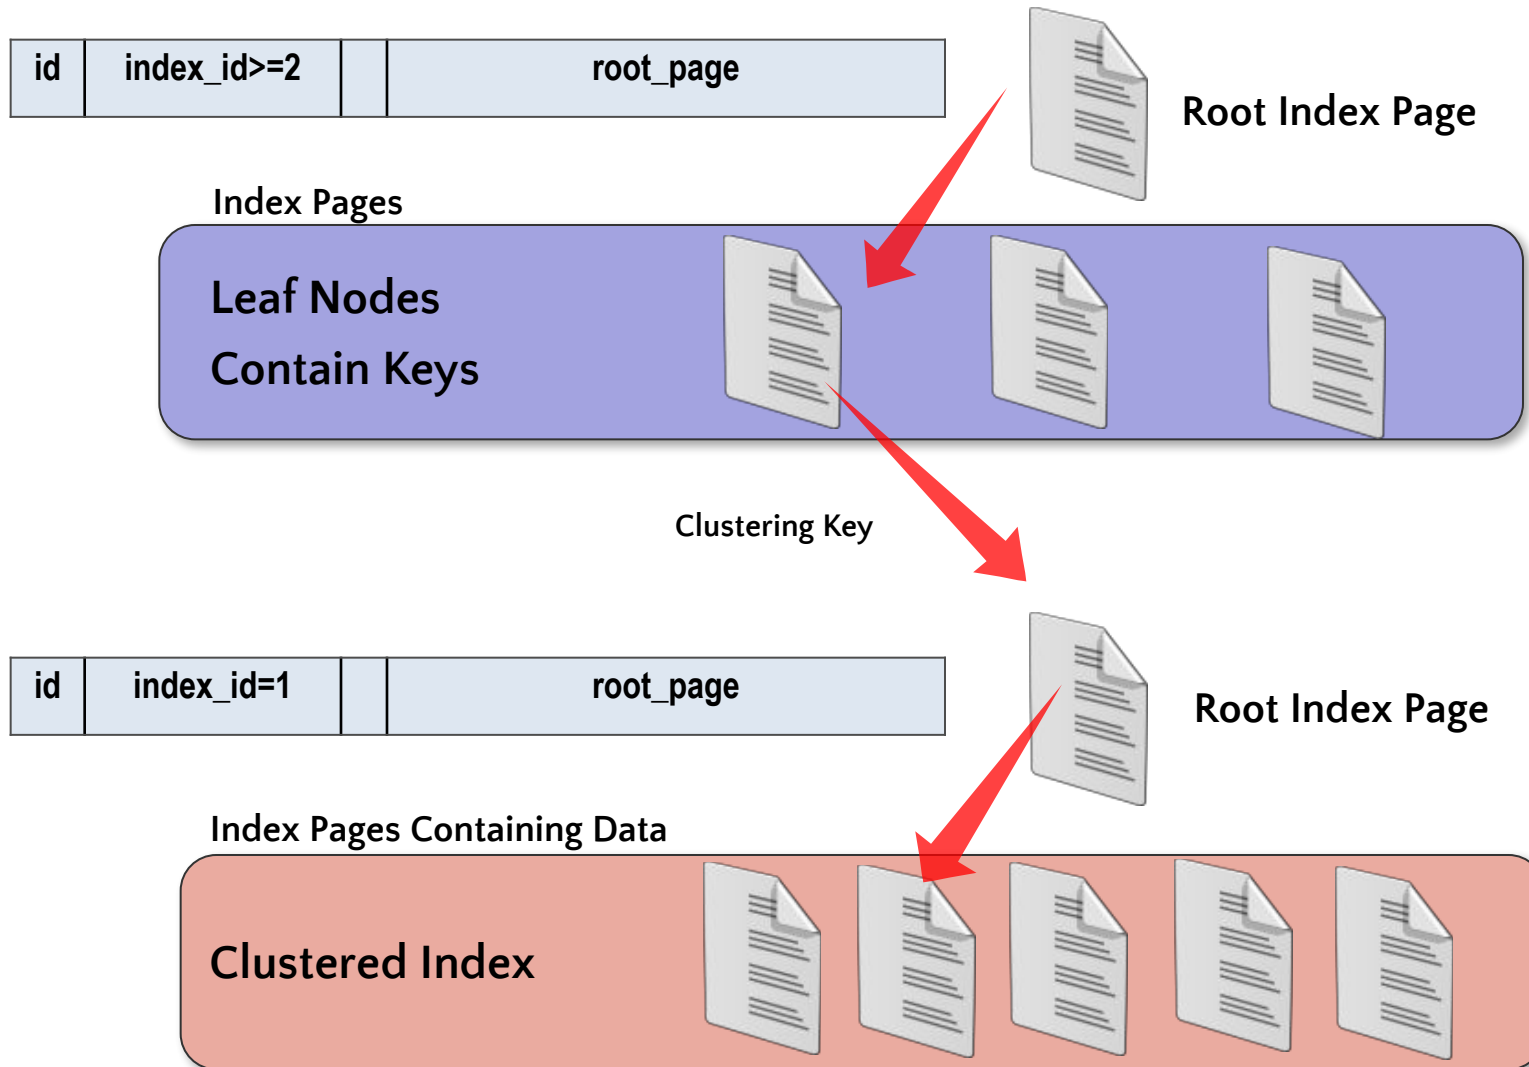 id index_id>=2 root_page
Root Index Page
Index Pages
Leaf Nodes
Contain Keys
Clustering Key
id index_id=1 root_page
Root Index Page
Index Pages Containing Data
Clustered Index